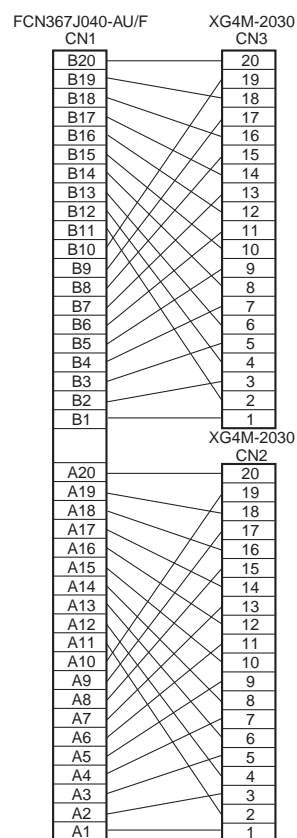 FCN367J040-AU/F XG4M-2030
CN1 CN3
B20 20
B19 19
B18 18
B17 17
B16 16
B15 15
B14 14
B13 13
B12 12
B11 11
B10 10
B9 9
B8 8
B7 7
B6 6
B5 5
B4 4
B3 3
B2 2
B1 1
XG4M-2030
CN2
A20 20
A19 19
A18 18
A17 17
A16 16
A15 15
A14 14
A13 13
A12 12
A11 11
A10 10
A9 9
A8 8
A7 7
A6 6
A5 5
A4 4
A3 3
A2 2
A1 1